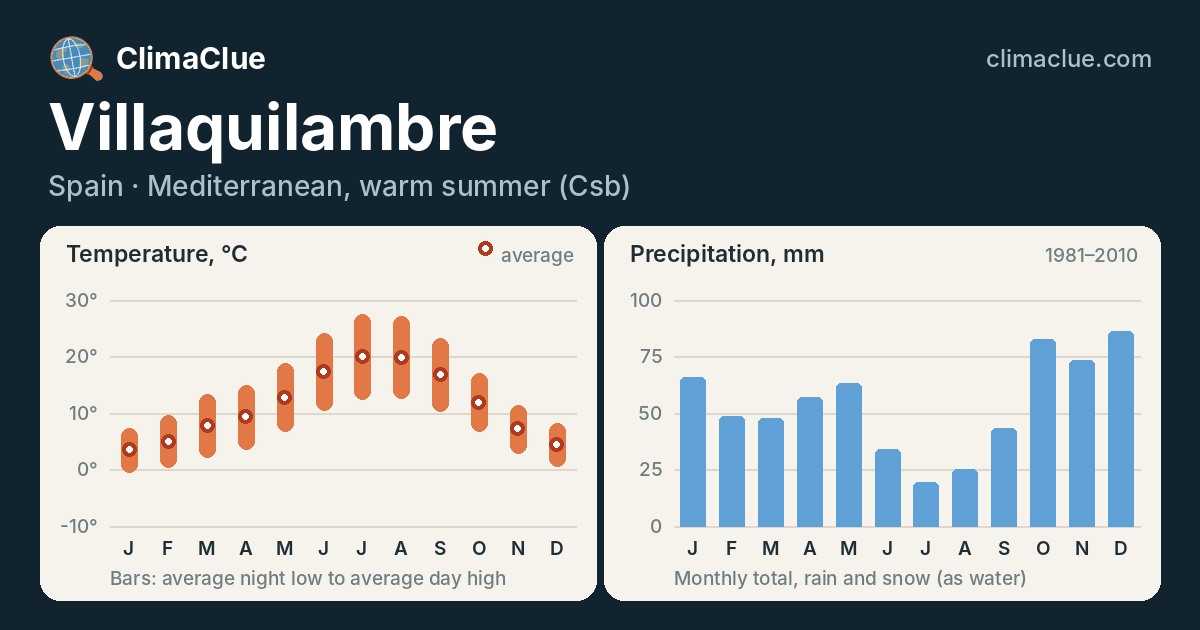 ClimaClue
climaclue.com
Villaquilambre
Spain · Mediterranean, warm summer (Csb)
Temperature, °C
average
30°
20°
10°
0°
-10°
J F M A M J J A S O N D
Bars: average night low to average day high
Precipitation, mm
1981–2010
100
75
50
25
0
J F M A M J J A S O N D
Monthly total, rain and snow (as water)